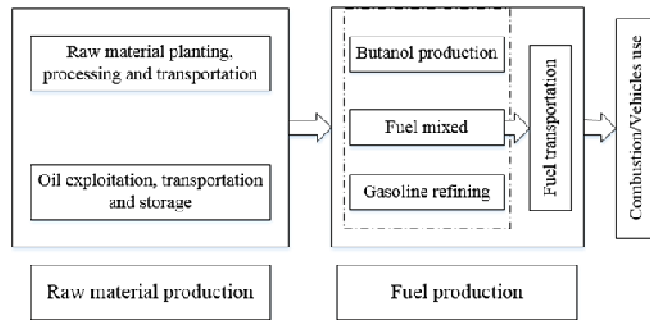 Raw material planting,
processing and transportation
Oil exploitation, transportation
and storage
Raw material production
Butanol production
Fuel mixed
Gasoline refining
Fuel transportation
Fuel production
Combustion/Vehicles use